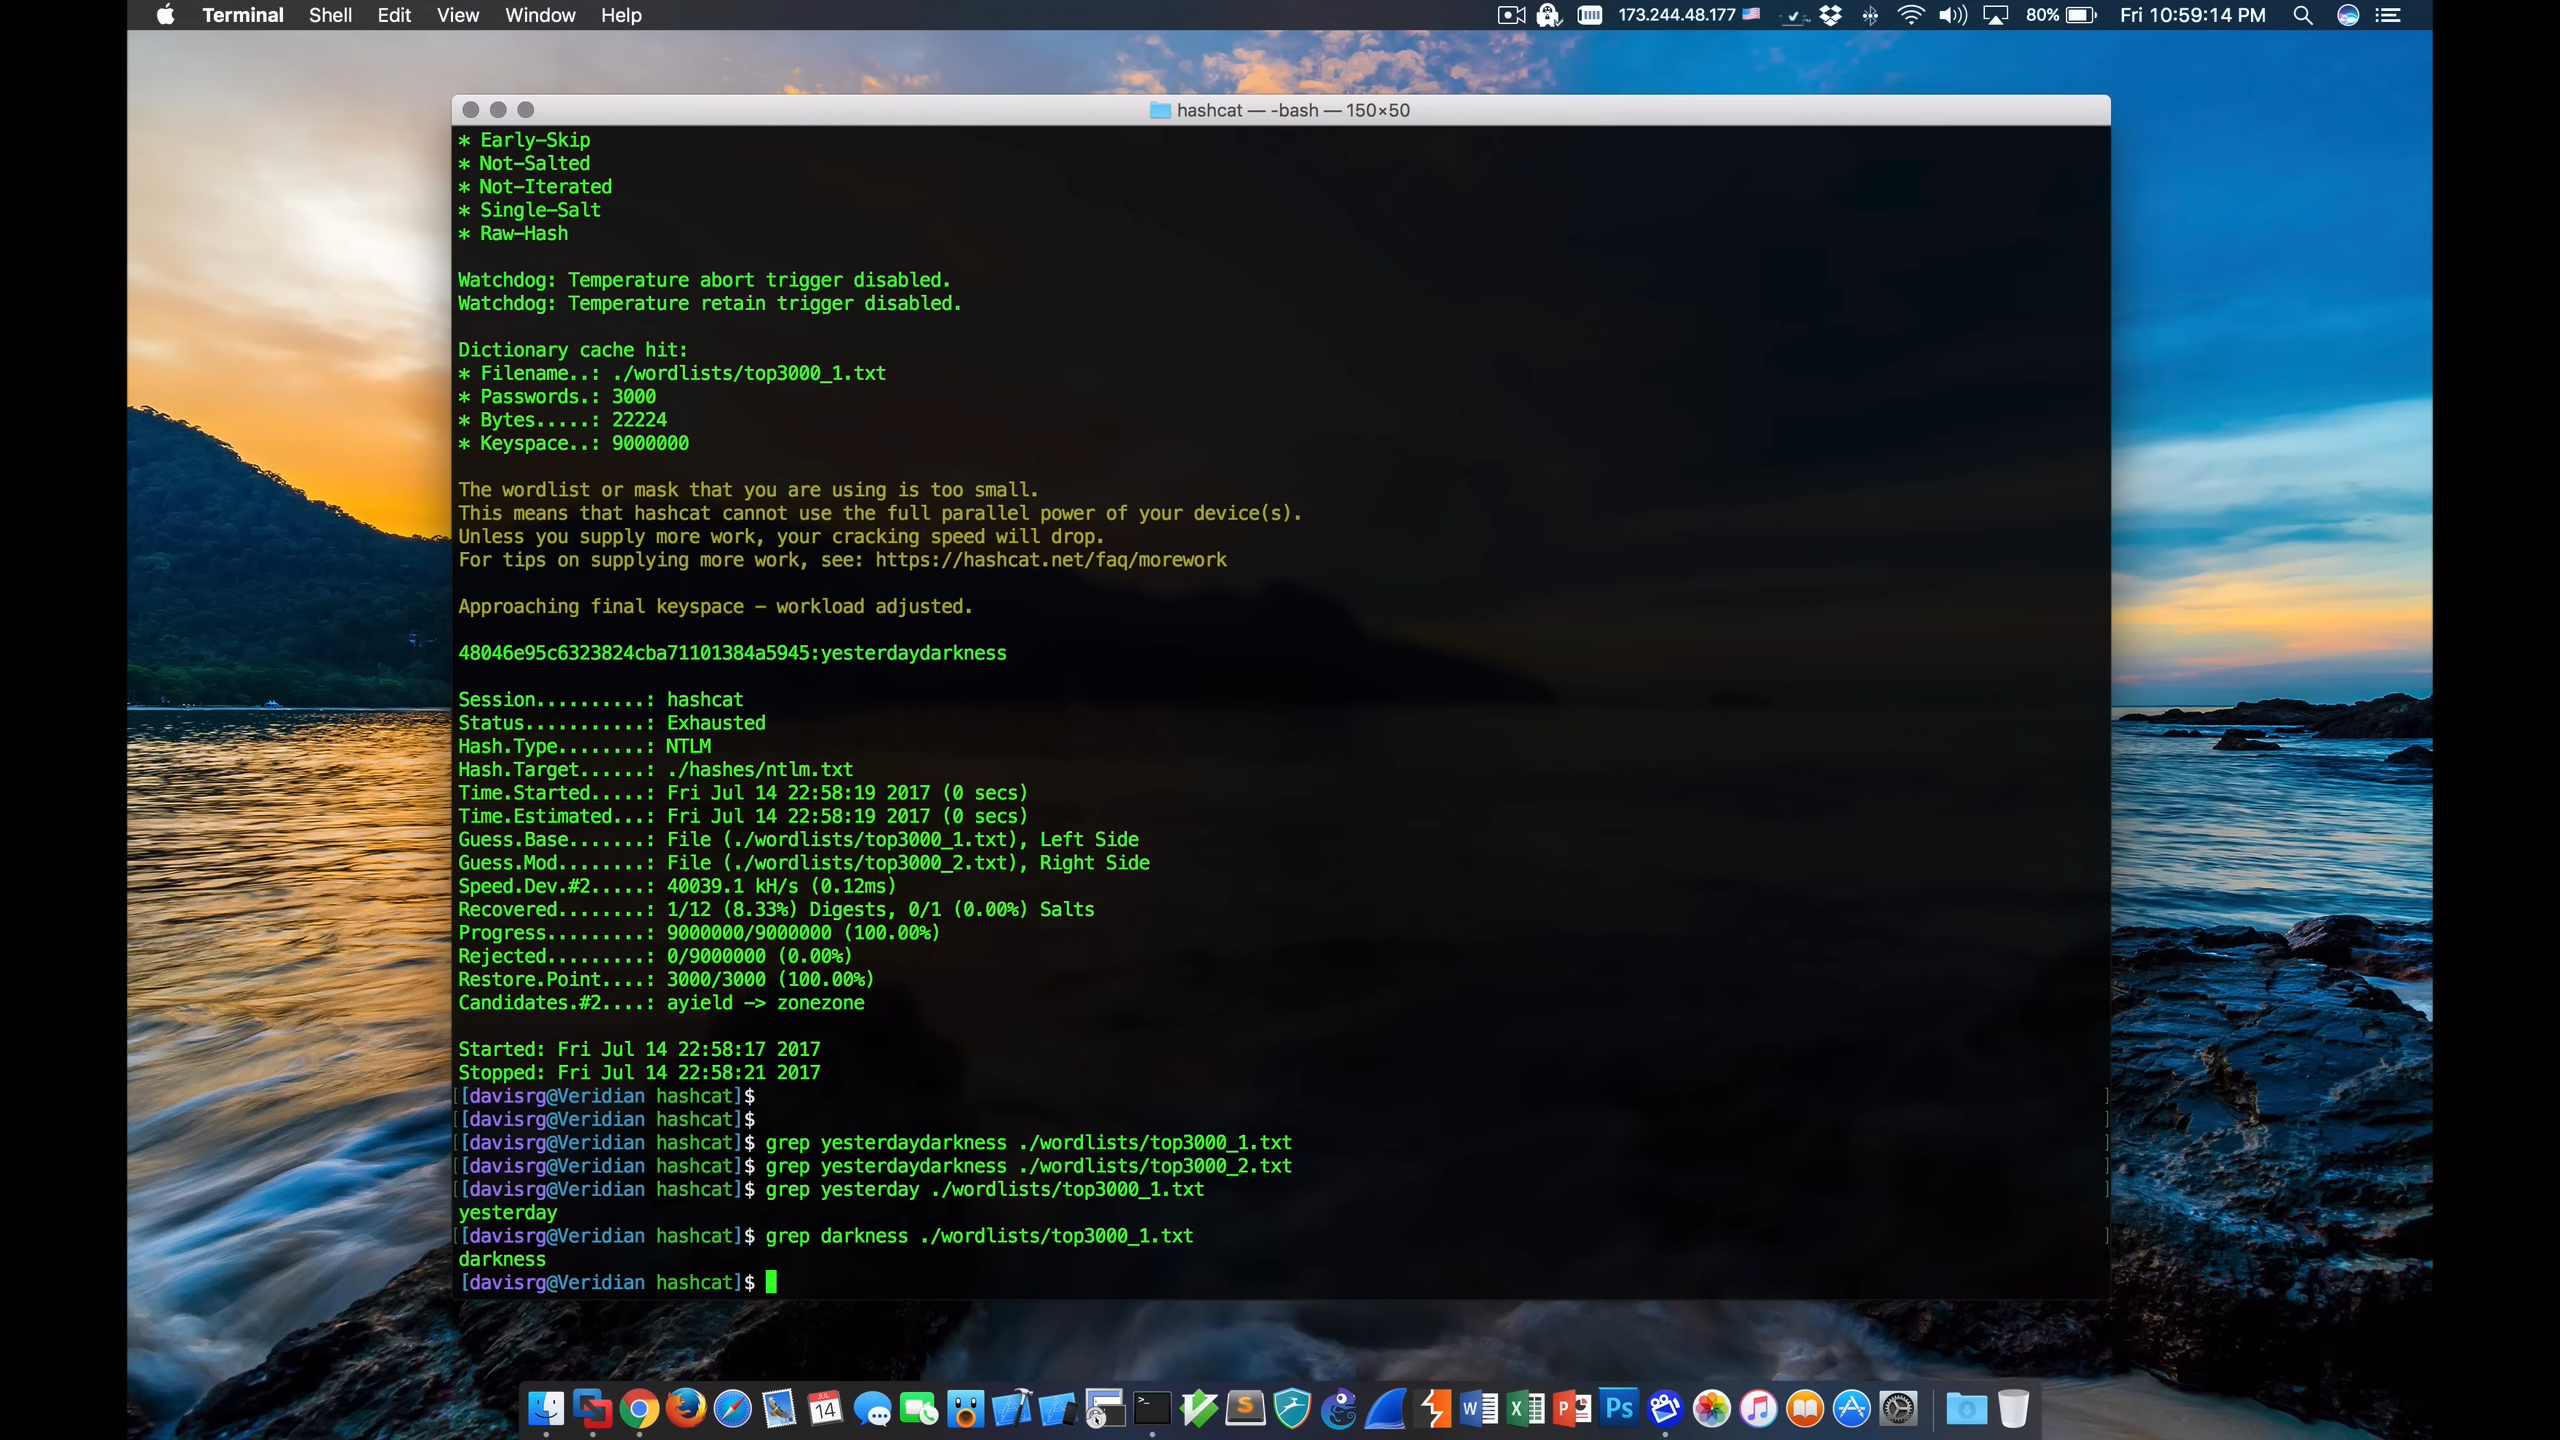 Terminal Shell Edit View Window Help 173.244.48.177 80% Fri 10:59:14 PM
hashcat — -bash — 150×50
* Early-Skip
* Not-Salted
* Not-Iterated
* Single-Salt
* Raw-Hash
Watchdog: Temperature abort trigger disabled.
Watchdog: Temperature retain trigger disabled.
Dictionary cache hit:
* Filename..: ./wordlists/top3000_1.txt
* Passwords.: 3000
* Bytes.....: 22224
* Keyspace..: 9000000
The wordlist or mask that you are using is too small.
This means that hashcat cannot use the full parallel power of your device(s).
Unless you supply more work, your cracking speed will drop.
For tips on supplying more work, see: https://hashcat.net/faq/morework
Approaching final keyspace - workload adjusted.
48046e95c6323824cba71101384a5945:yesterdaydarkness
Session..........: hashcat
Status...........: Exhausted
Hash.Type........: NTLM
Hash.Target......: ./hashes/ntlm.txt
Time.Started.....: Fri Jul 14 22:58:19 2017 (0 secs)
Time.Estimated...: Fri Jul 14 22:58:19 2017 (0 secs)
Guess.Base.......: File (./wordlists/top3000_1.txt), Left Side
Guess.Mod........: File (./wordlists/top3000_2.txt), Right Side
Speed.Dev.#2.....: 40039.1 kH/s (0.12ms)
Recovered........: 1/12 (8.33%) Digests, 0/1 (0.00%) Salts
Progress.........: 9000000/9000000 (100.00%)
Rejected.........: 0/9000000 (0.00%)
Restore.Point....: 3000/3000 (100.00%)
Candidates.#2....: ayield -> zonezone
Started: Fri Jul 14 22:58:17 2017
Stopped: Fri Jul 14 22:58:21 2017
[[davisrg@Veridian hashcat]$ ]
[[davisrg@Veridian hashcat]$ ]
[[davisrg@Veridian hashcat]$ grep yesterdaydarkness ./wordlists/top3000_1.txt ]
[[davisrg@Veridian hashcat]$ grep yesterdaydarkness ./wordlists/top3000_2.txt ]
[[davisrg@Veridian hashcat]$ grep yesterday ./wordlists/top3000_1.txt ]
yesterday
[[davisrg@Veridian hashcat]$ grep darkness ./wordlists/top3000_1.txt ]
darkness
[davisrg@Veridian hashcat]$
JUL
14
>_
S
W X P Ps